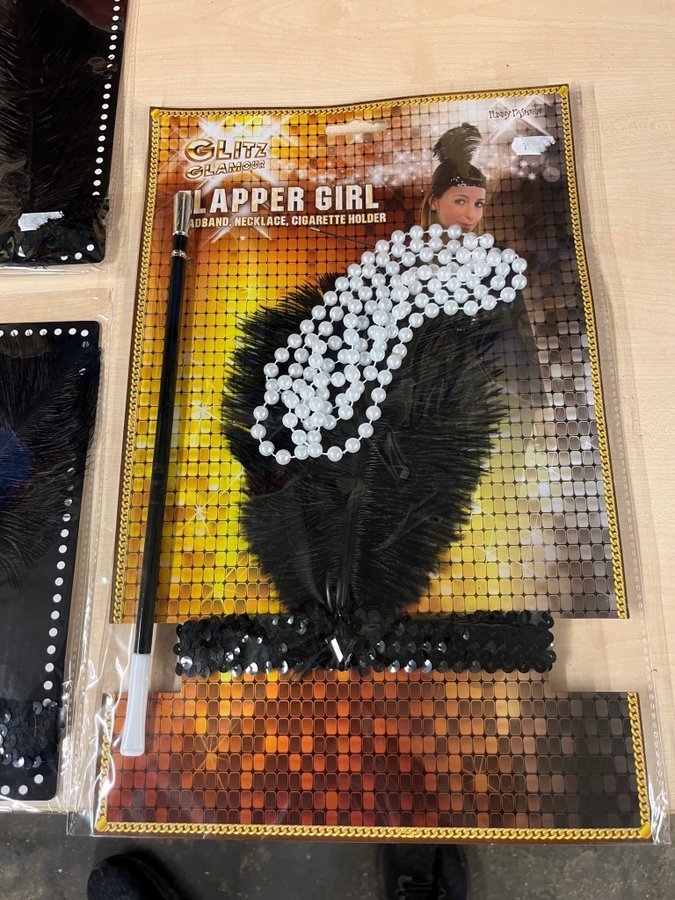 GLITZ
GLAMOUR
LAPPER GIRL
ADBAND, NECKLACE, CIGARETTE HOLDER